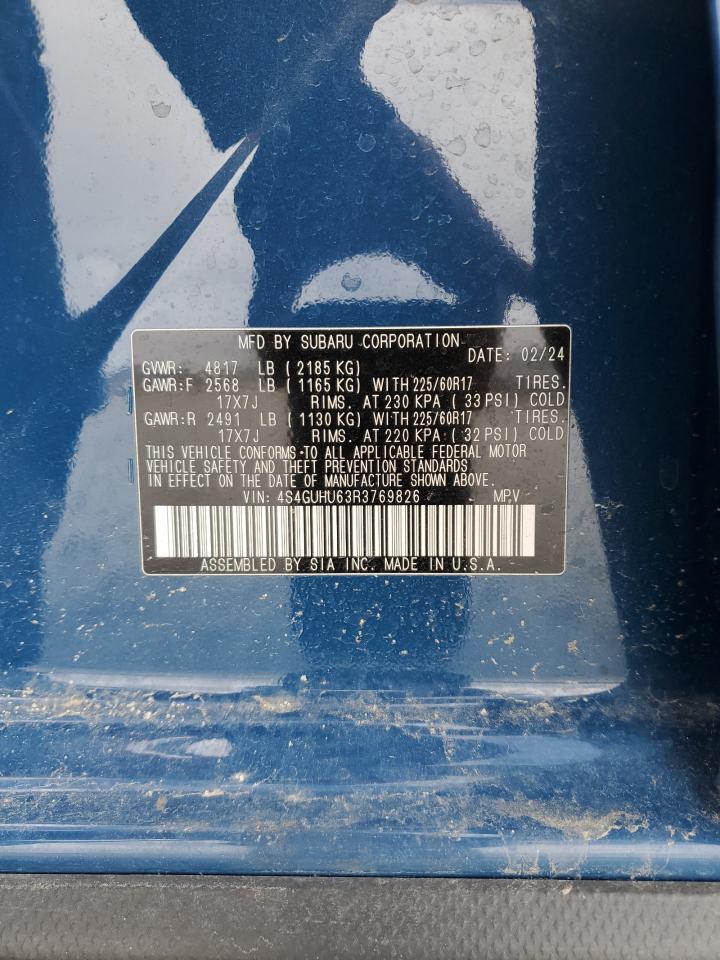 MFD BY SUBARU CORPORATION
DATE: 02/24
GVWR: 4817 LB ( 2185 KG)
GAWR:F 2568 LB ( 1165 KG) WITH 225/60R17 TIRES.
17X7J RIMS. AT 230 KPA ( 33 PSI) COLD
GAWR:R 2491 LB ( 1130 KG) WITH 225/60R17 TIRES.
17X7J RIMS. AT 220 KPA ( 32 PSI) COLD
THIS VEHICLE CONFORMS TO ALL APPLICABLE FEDERAL MOTOR
VEHICLE SAFETY AND THEFT PREVENTION STANDARDS
IN EFFECT ON THE DATE OF MANUFACTURE SHOWN ABOVE.
VIN: 4S4GUHU63R3769826 MPV
ASSEMBLED BY SIA INC. MADE IN U.S.A.